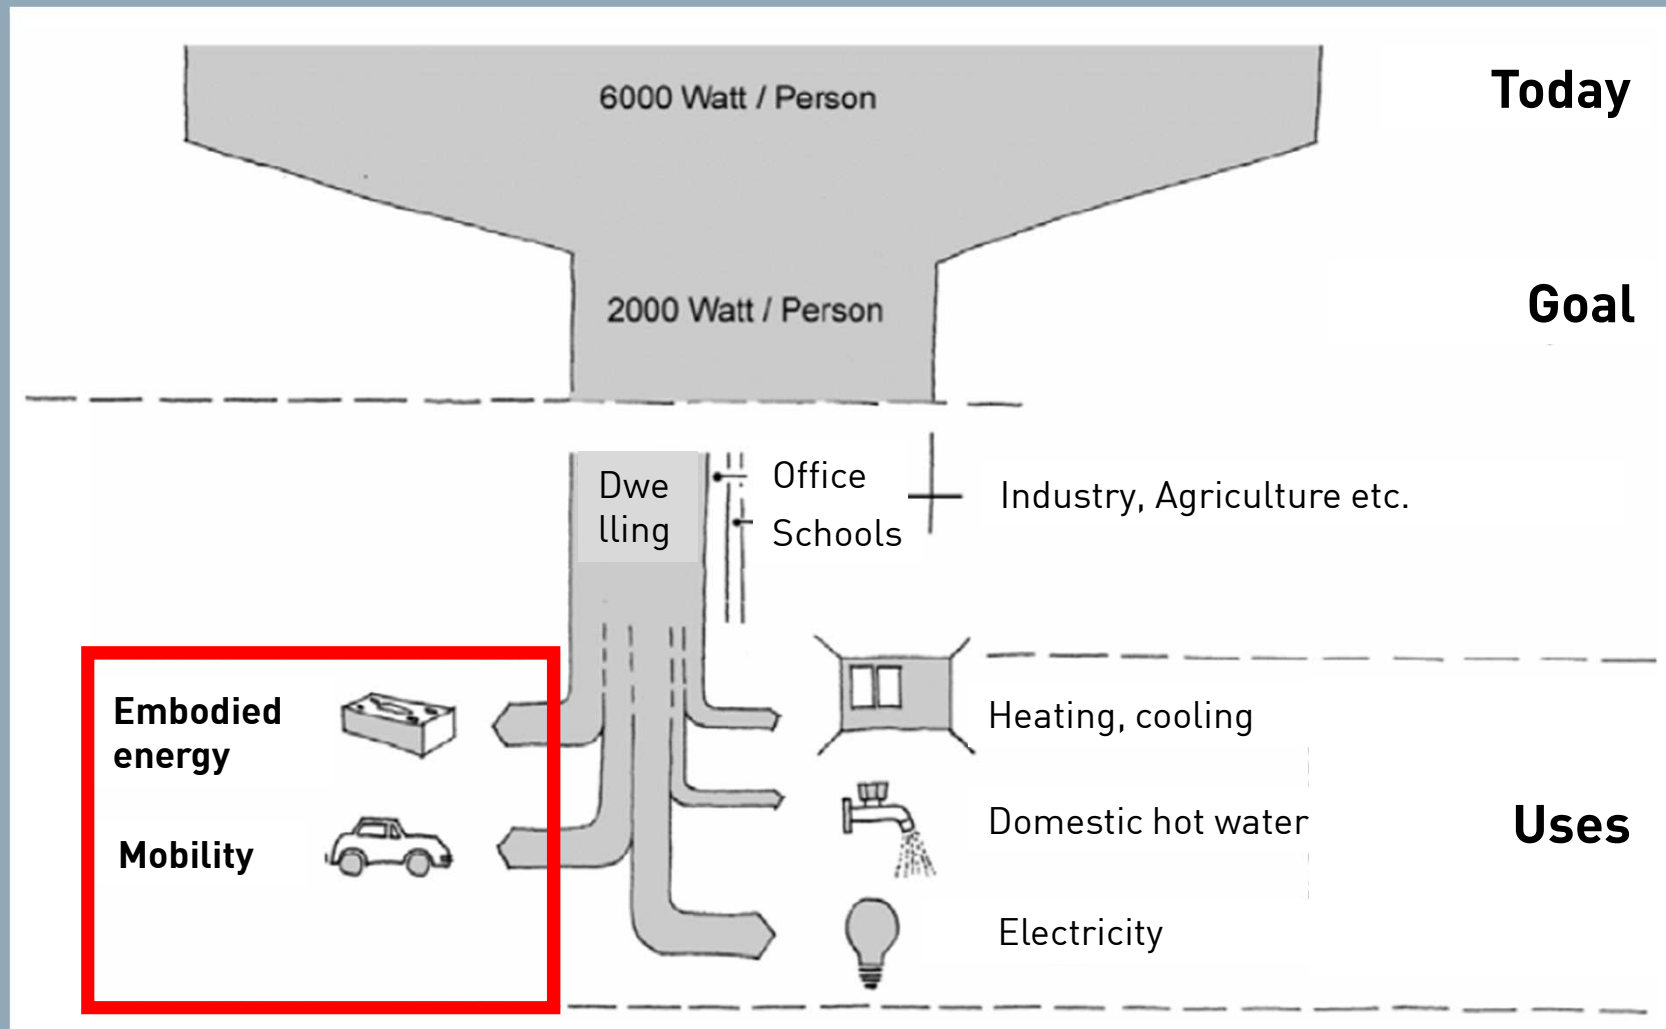 6000 Watt / Person
Today
2000 Watt / Person
Goal
Dwe
lling
Office
Schools
Industry, Agriculture etc.
Embodied
energy
Heating, cooling
Mobility
Domestic hot water
Uses
Electricity